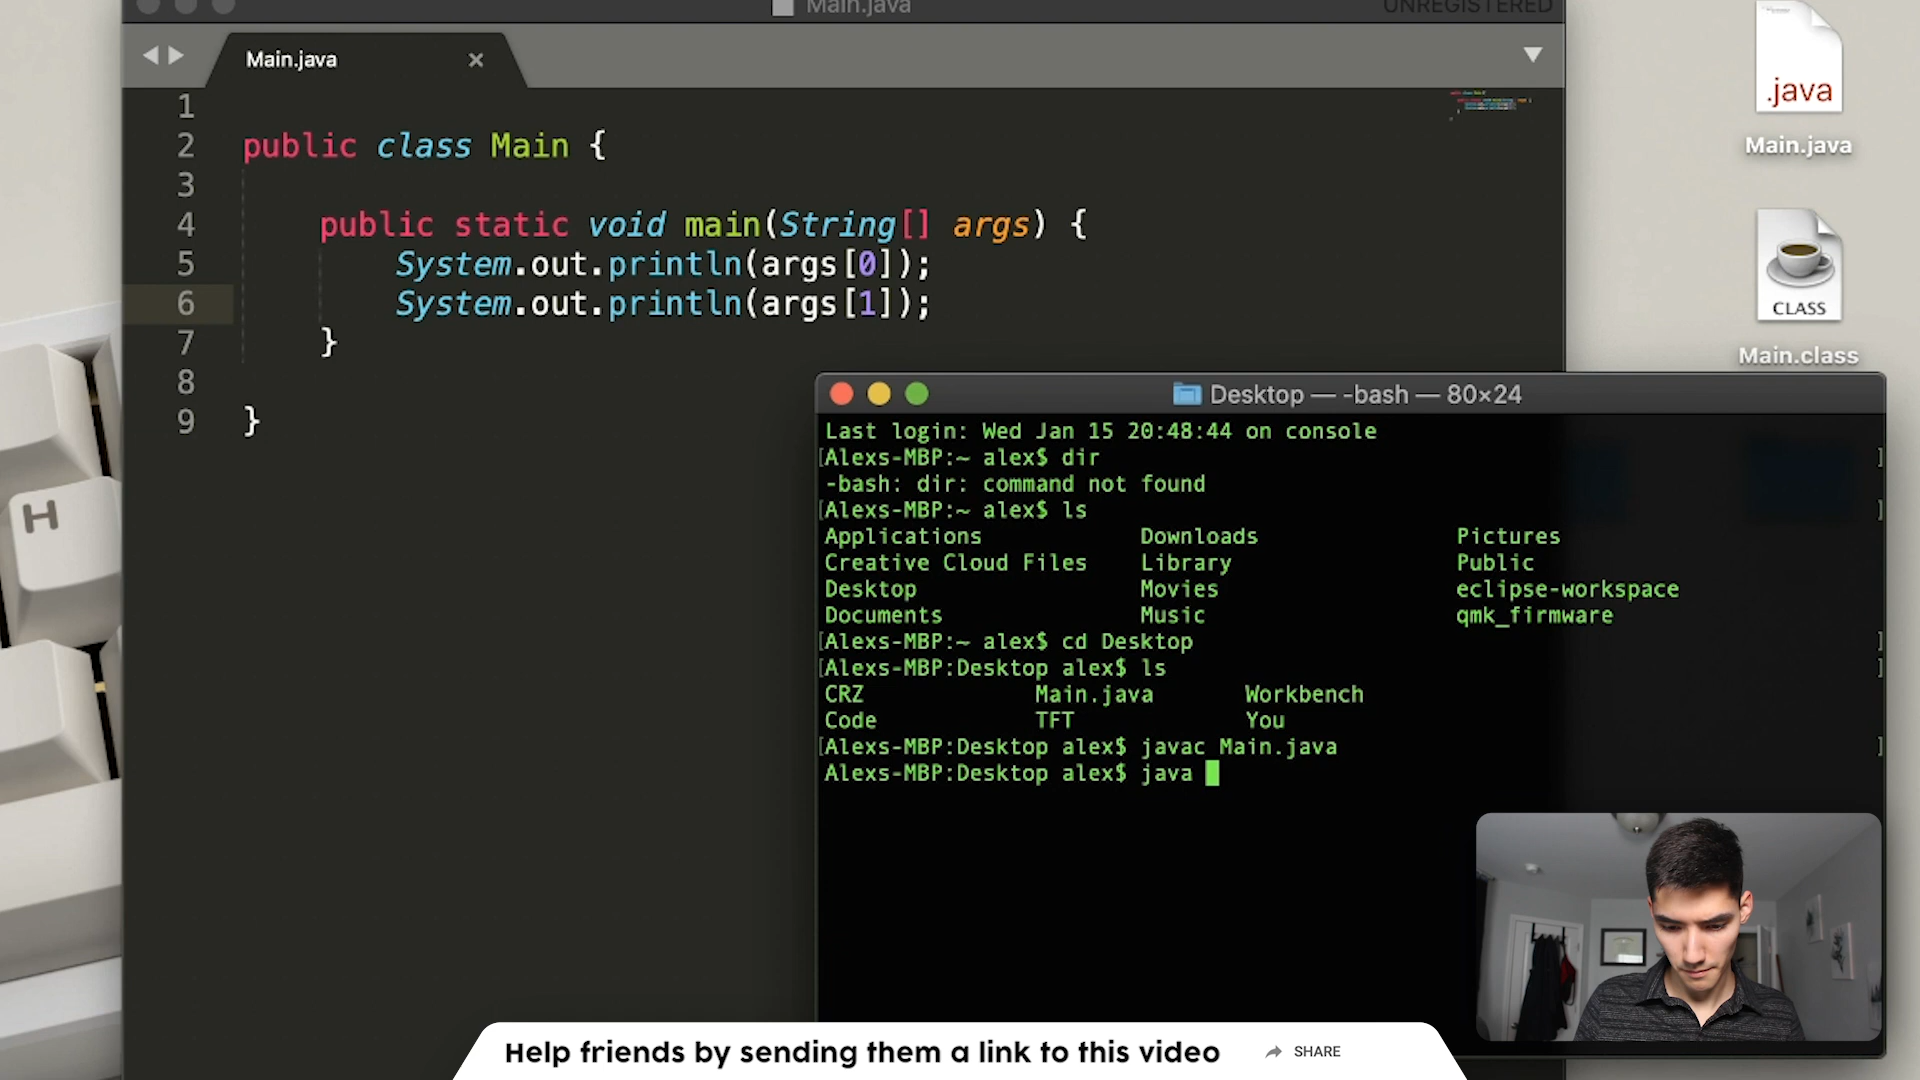 Main.java
UNREGISTERED
Main.java
1
2 public class Main {
3
4 public static void main(String[] args) {
5 System.out.println(args[0]);
6 System.out.println(args[1]);
7 }
8
9 }
.java
Main.java
CLASS
Main.class
Desktop — -bash — 80×24
Last login: Wed Jan 15 20:48:44 on console
[Alexs-MBP:~ alex$ dir ]
-bash: dir: command not found
[Alexs-MBP:~ alex$ ls ]
Applications Downloads Pictures
Creative Cloud Files Library Public
Desktop Movies eclipse-workspace
Documents Music qmk_firmware
[Alexs-MBP:~ alex$ cd Desktop ]
[Alexs-MBP:Desktop alex$ ls ]
CRZ Main.java Workbench
Code TFT You
[Alexs-MBP:Desktop alex$ javac Main.java ]
Alexs-MBP:Desktop alex$ java
H
Help friends by sending them a link to this video SHARE